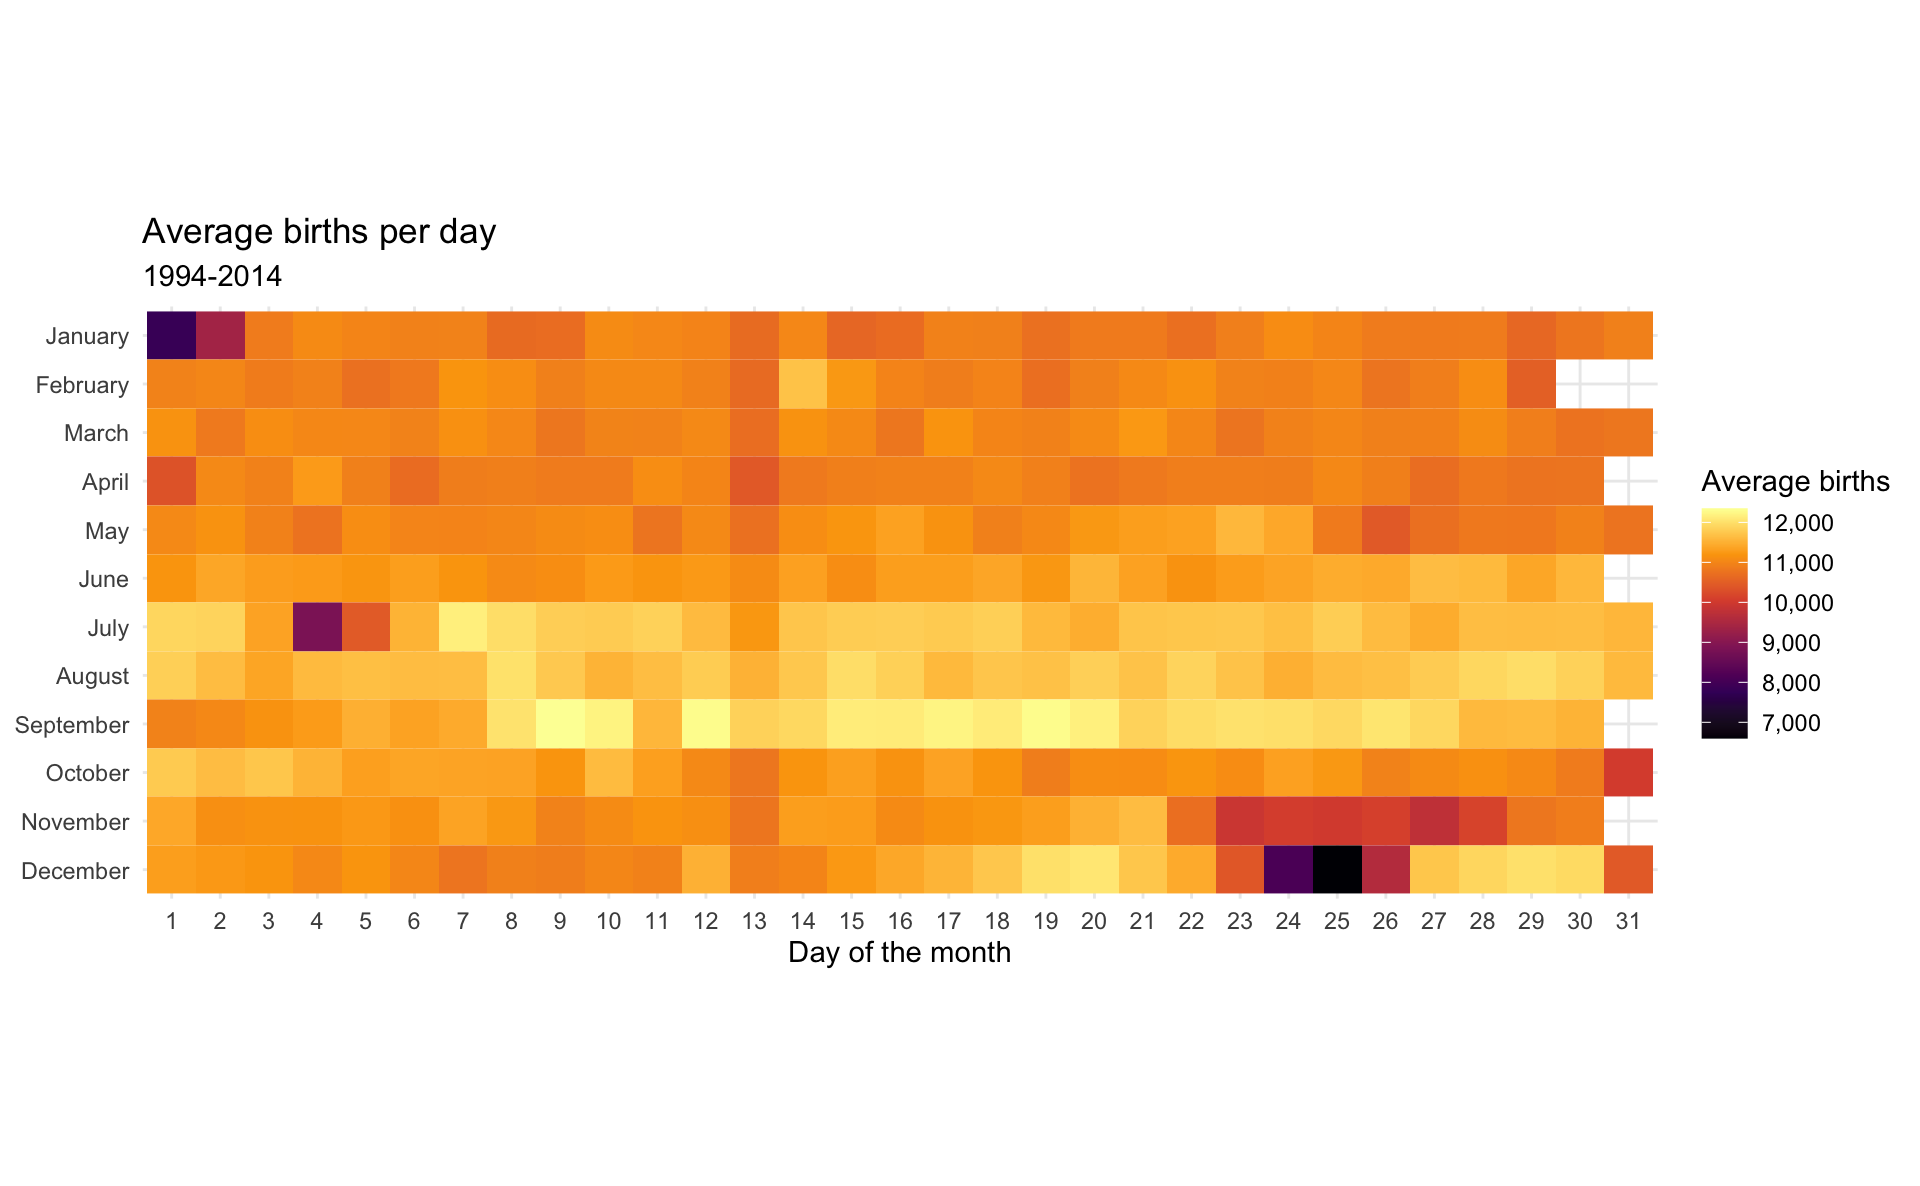 Average births per day
1994-2014
January
February
March
April
May
June
July
August
September
October
November
December
1 2 3 4 5 6 7 8 9 10 11 12 13 14 15 16 17 18 19 20 21 22 23 24 25 26 27 28 29 30 31
Day of the month
Average births
12,000
11,000
10,000
9,000
8,000
7,000